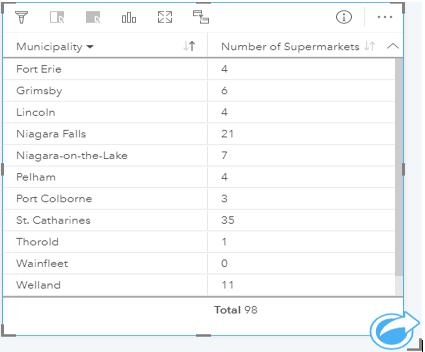 Municipality Number of Supermarkets
Fort Erie 4
Grimsby 6
Lincoln 4
Niagara Falls 21
Niagara-on-the-Lake 7
Pelham 4
Port Colborne 3
St. Catharines 35
Thorold 1
Wainfleet 0
Welland 11
Total 98